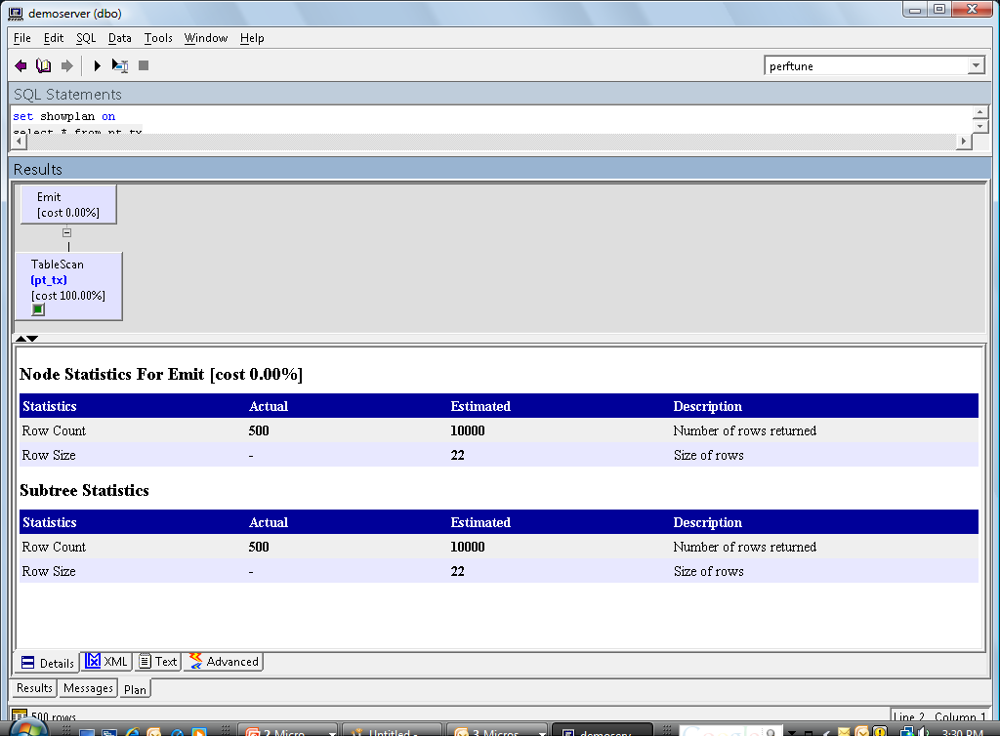 demoserver (dbo)
File Edit SQL Data Tools Window Help
perftune
SQL Statements
set showplan on
select * from pt_tx
Results
Emit
[cost 0.00%]
TableScan
(pt_tx)
[cost 100.00%]
Node Statistics For Emit [cost 0.00%]
Statistics Actual Estimated Description
Row Count 500 10000 Number of rows returned
Row Size - 22 Size of rows
Subtree Statistics
Statistics Actual Estimated Description
Row Count 500 10000 Number of rows returned
Row Size - 22 Size of rows
Details XML Text Advanced
Results Messages Plan
500 rows Line 2 Column 1
2 Micro... Untitled - 3 Micros... demoserv... 3:30 PM